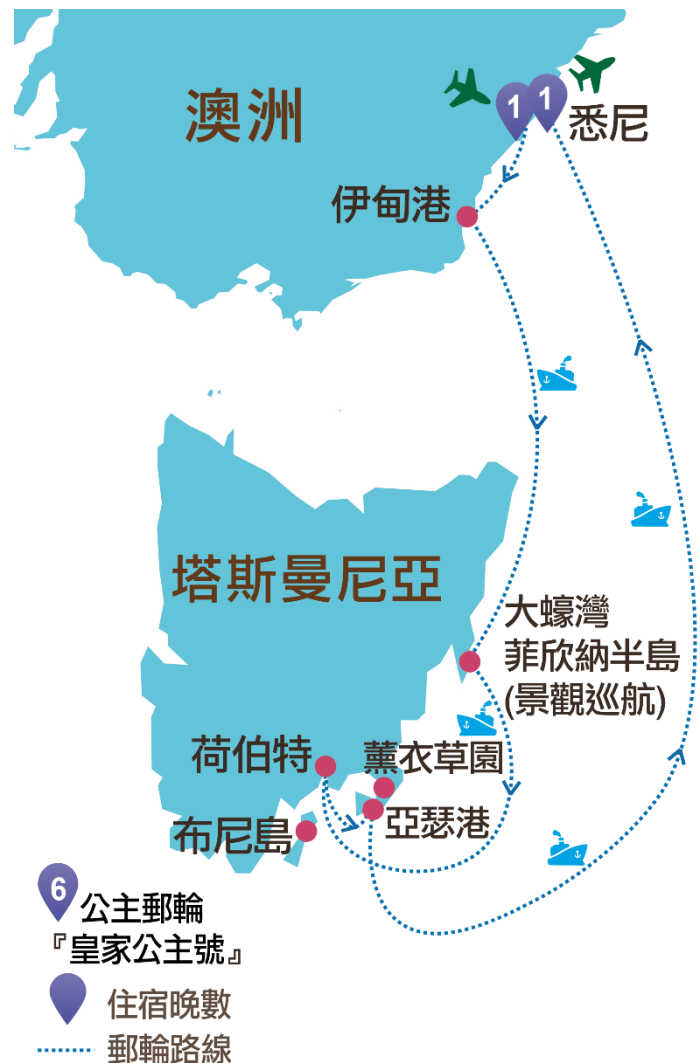 澳洲
1
1
悉尼
伊甸港
塔斯曼尼亞
大蠔灣
菲欣納半島
(景觀巡航)
荷伯特
薰衣草園
亞瑟港
布尼島
6
公主郵輪
『皇家公主號』
住宿晚數
郵輪路線